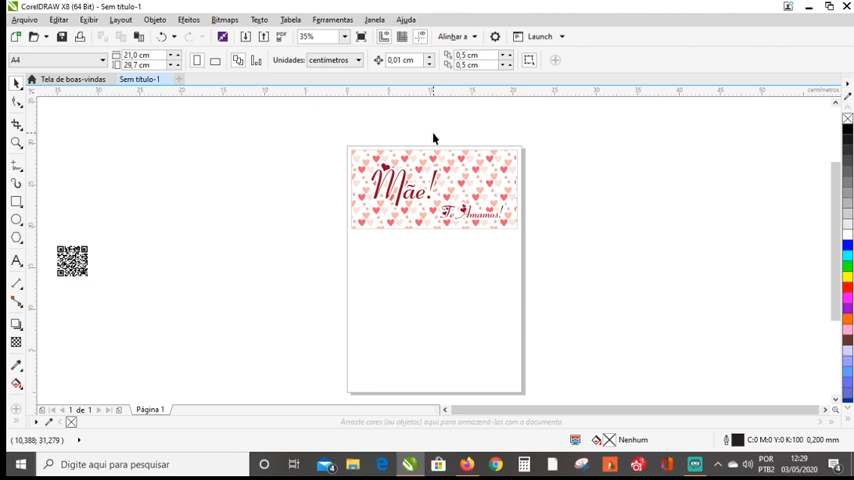 CorelDRAW X8 (64 Bit) - Sem título-1
Arquivo Editar Exibir Layout Objeto Efeitos Bitmaps Texto Tabela Ferramentas Janela Ajuda
35% Alinhar a Launch
A4 21,0 cm 29,7 cm Unidades: centímetros 0,01 cm 0,5 cm 0,5 cm
Tela de boas-vindas Sem título-1
centímetros
Mãe!
T Amamos!
1 de 1 Página 1
Arraste cores (ou objetos) aqui para armazená-las com o documento
( 10,388; 31,279 ) Nenhum C:0 M:0 Y:0 K:100 0,200 mm
Digite aqui para pesquisar
POR 12:29
PTB2 03/05/2020